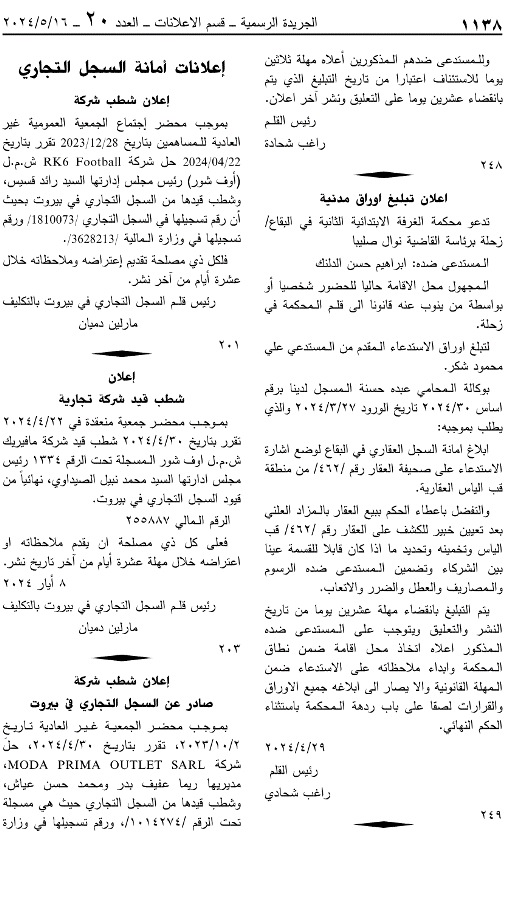 ١١٣٨
الجريدة الرسمية ـ قسم الاعلانات ـ العدد ٢٠ ـ ٢٠٢٤/٥/١٦
وللمستدعى ضدهم المذكورين أعلاه مهلة ثلاثين
يوما للاستئناف اعتبارا من تاريخ التبليغ الذي يتم
بانقضاء عشرين يوما على التعليق ونشر آخر اعلان.
رئيس القلم
راغب شحادة
٢٤٨
اعلان تبليغ اوراق مدنية
تدعو محكمة الغرفة الابتدائية الثانية في البقاع/
زحلة برئاسة القاضية نوال صليبا
المستدعى ضده: ابراهيم حسن الدلنك
المجهول محل الاقامة حاليا للحضور شخصيا أو
بواسطة من ينوب عنه قانونا الى قلم المحكمة في
زحلة.
لتبلغ اوراق الاستدعاء المقدم من المستدعي علي
محمود شكر.
بوكالة المحامي عبده حسنة المسجل لدينا برقم
اساس ٢٠٢٤/٣٠ تاريخ الورود ٢٠٢٤/٣/٢٧ والذي
يطلب بموجبه:
ابلاغ امانة السجل العقاري في البقاع لوضع اشارة
الاستدعاء على صحيفة العقار رقم /٤٦٢/ من منطقة
قب الياس العقارية.
والتفضل باعطاء الحكم ببيع العقار بالمزاد العلني
بعد تعيين خبير للكشف على العقار رقم /٤٦٢/ قب
الياس وتخمينه وتحديد ما اذا كان قابلا للقسمة عينا
بين الشركاء وتضمين المستدعى ضده الرسوم
والمصاريف والعطل والضرر والاتعاب.
يتم التبليغ بانقضاء مهلة عشرين يوما من تاريخ
النشر والتعليق ويتوجب على المستدعى ضده
المذكور اعلاه اتخاذ محل اقامة ضمن نطاق
المحكمة وابداء ملاحظاته على الاستدعاء ضمن
المهلة القانونية والا يصار الى ابلاغه جميع الاوراق
والقرارات لصقا على باب ردهة المحكمة باستثناء
الحكم النهائي.
٢٠٢٤/٤/٢٩
رئيس القلم
راغب شحادي
٢٤٩
إعلانات أمانة السجل التجاري
إعلان شطب شركة
بموجب محضر إجتماع الجمعية العمومية غير
العادية للمساهمين بتاريخ 2023/12/28 تقرر بتاريخ
2024/04/22 حل شركة RK6 Football ش.م.ل
(أوف شور) رئيس مجلس إدارتها السيد رائد قسيس،
وشطب قيدها من السجل التجاري في بيروت بحيث
أن رقم تسجيلها في السجل التجاري /1810073/ ورقم
تسجيلها في وزارة المالية /3628213/.
فلكل ذي مصلحة تقديم إعتراضه وملاحظاته خلال
عشرة أيام من آخر نشر.
رئيس قلم السجل التجاري في بيروت بالتكليف
مارلين دميان
٢٠١
إعلان
شطب قيد شركة تجارية
بموجب محضر جمعية منعقدة في ٢٠٢٤/٤/٢٢
تقرر بتاريخ ٢٠٢٤/٤/٣٠ شطب قيد شركة مافيريك
ش.م.ل اوف شور المسجلة تحت الرقم ١٣٣٤ رئيس
مجلس ادارتها السيد محمد نبيل الصيداوي، نهائياً من
قيود السجل التجاري في بيروت.
الرقم المالي ٢٥٥٨٨٧
فعلى كل ذي مصلحة ان يقدم ملاحظاته او
اعتراضه خلال مهلة عشرة أيام من آخر تاريخ نشر.
٨ أيار ٢٠٢٤
رئيس قلم السجل التجاري في بيروت بالتكليف
مارلين دميان
٢٠٣
إعلان شطب شركة
صادر عن السجل التجاري في بيروت
بموجب محضر الجمعية غير العادية تاريخ
٢٠٢٣/١٠/٢، تقرر بتاريخ ٢٠٢٤/٤/٣٠، حلّ
شركة MODA PRIMA OUTLET SARL،
مديريها ريما عفيف بدر ومحمد حسن عياش،
وشطب قيدها من السجل التجاري حيث هي مسجلة
تحت الرقم /١٠١٤٢٧٤/، ورقم تسجيلها في وزارة